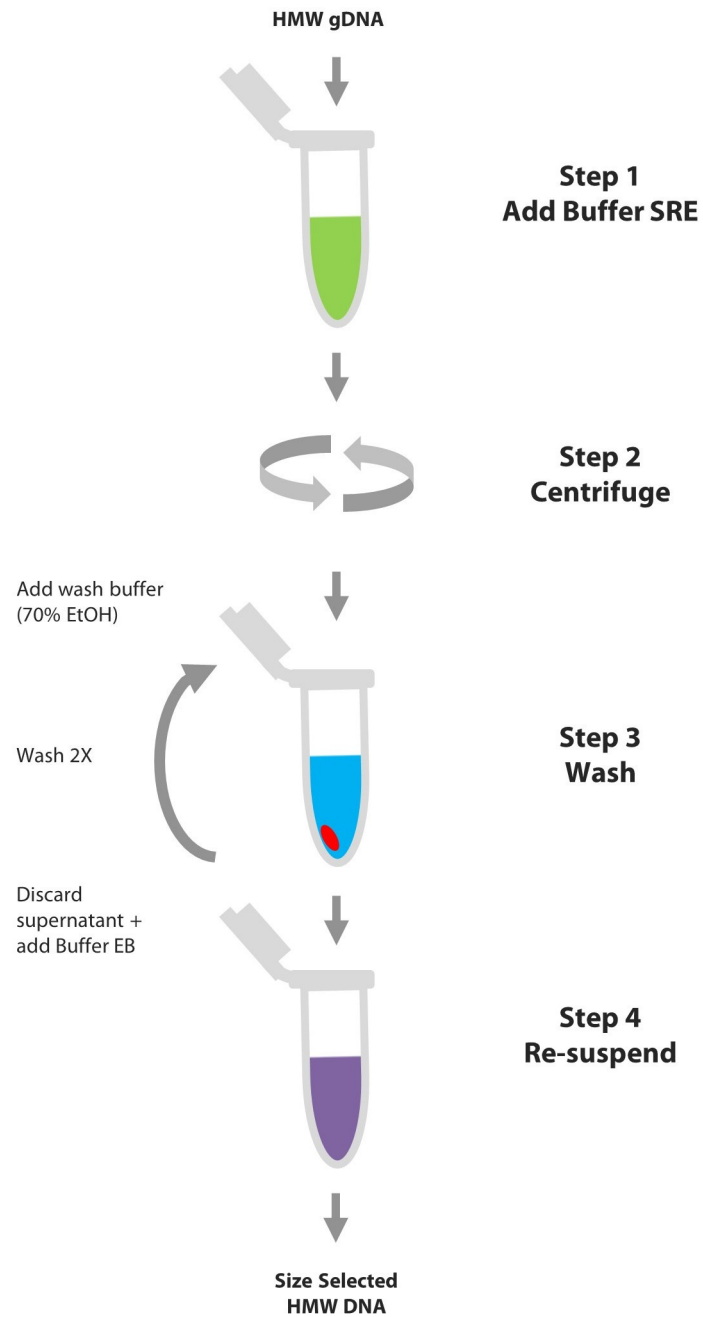 HMW gDNA
Step 1
Add Buffer SRE
Step 2
Centrifuge
Add wash buffer
(70% EtOH)
Wash 2X
Step 3
Wash
Discard
supernatant +
add Buffer EB
Step 4
Re-suspend
Size Selected
HMW DNA